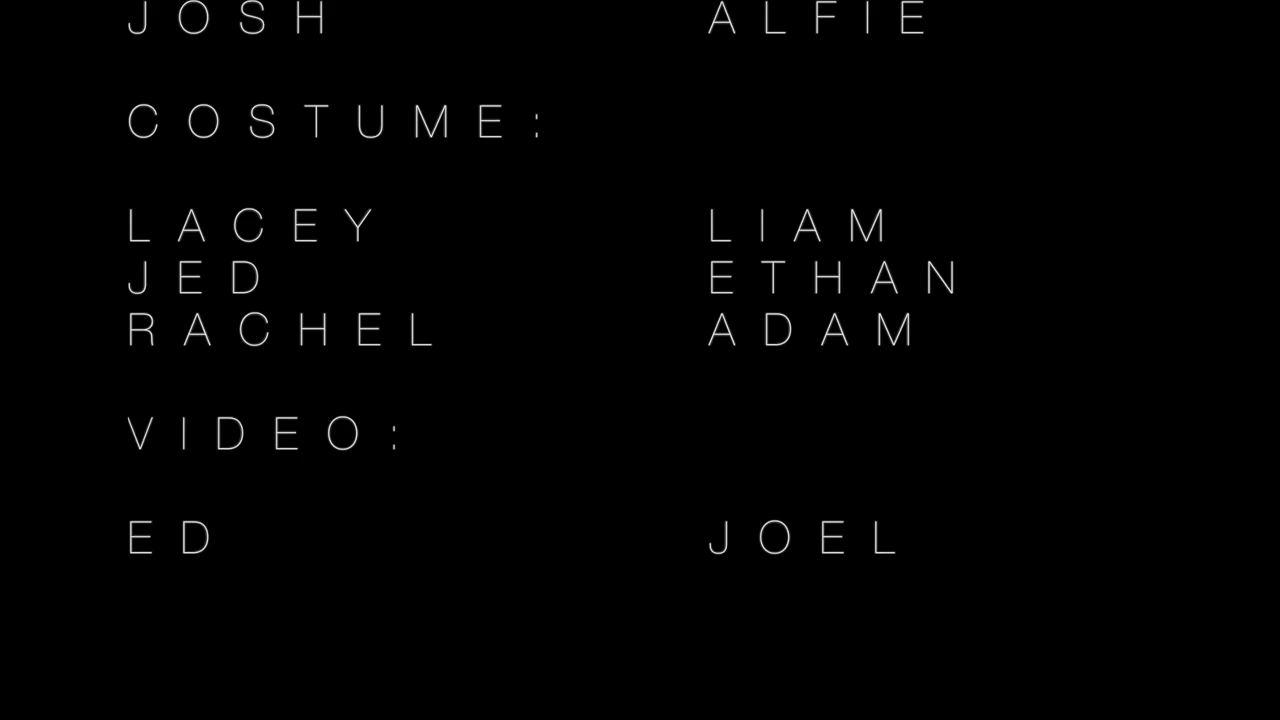 JOSH ALFIE
COSTUME:
LACEY LIAM
JED ETHAN
RACHEL ADAM
VIDEO:
ED JOEL